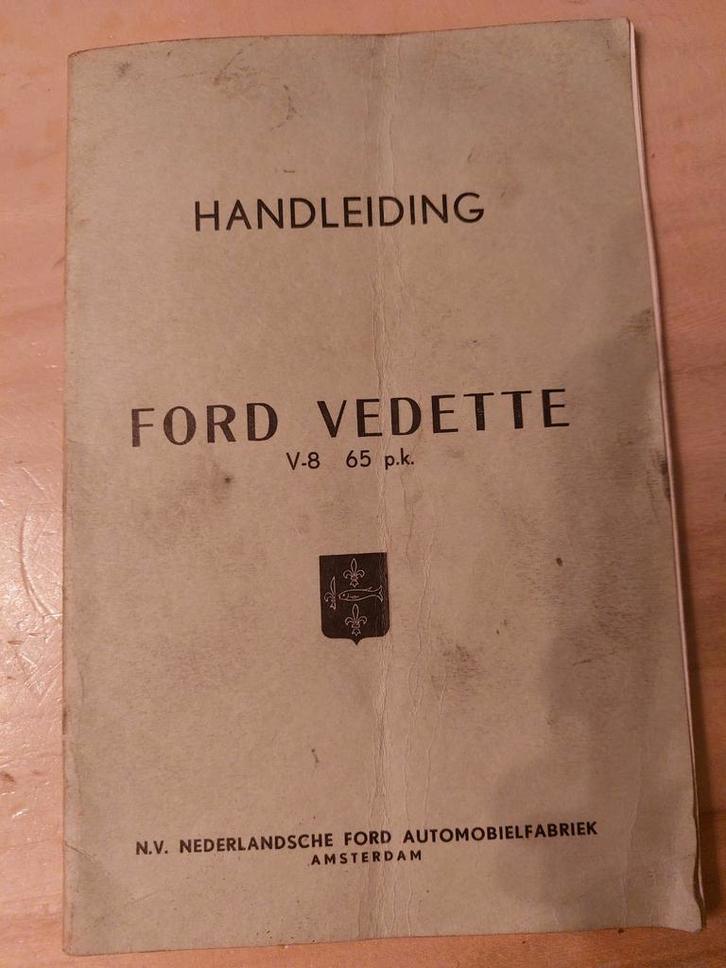 HANDLEIDING
FORD VEDETTE
V-8 65 p.k.
N.V. NEDERLANDSCHE FORD AUTOMOBIELFABRIEK
AMSTERDAM